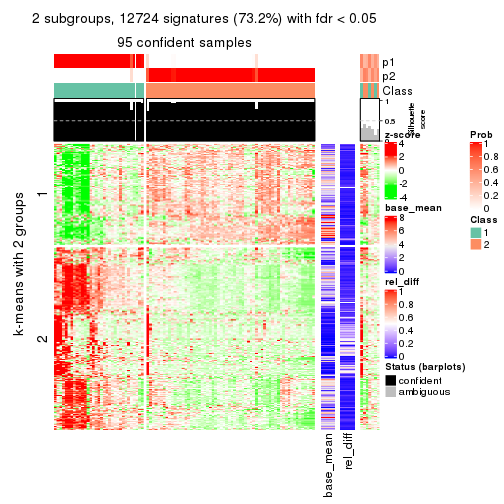 2 subgroups, 12724 signatures (73.2%) with fdr < 0.05
95 confident samples
p1
p2
Class
1
0.5
0
Silhouette
score
k-means with 2 groups
1
2
z-score
4
2
0
-2
-4
base_mean
8
6
4
2
0
rel_diff
1
0.8
0.6
0.4
0.2
0
Status (barplots)
confident
ambiguous
Prob
1
0.8
0.6
0.4
0.2
0
Class
1
2
base_mean
rel_diff